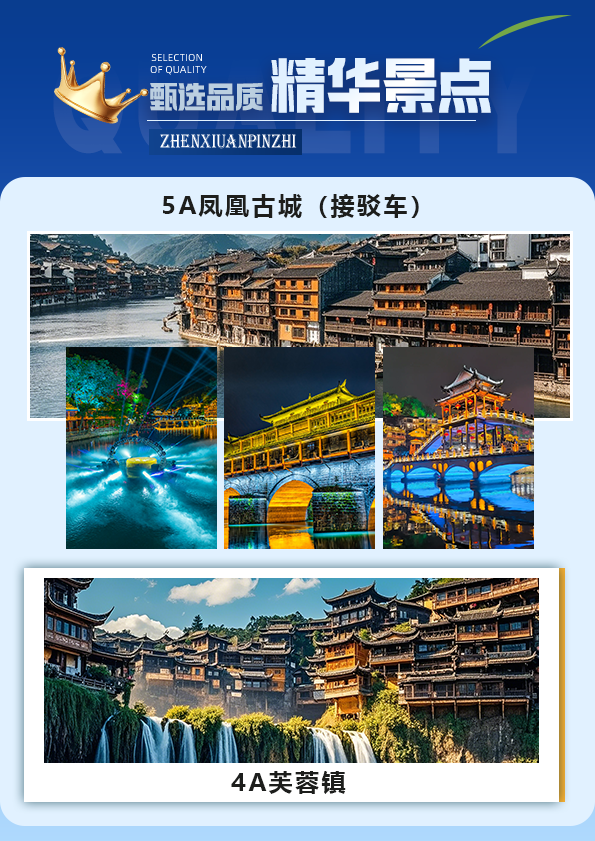 SELECTION
OF QUALITY
甄选品质 精华景点
QUALITY
ZHENXIUANPINZHI
5A凤凰古城（接驳车）
4A芙蓉镇